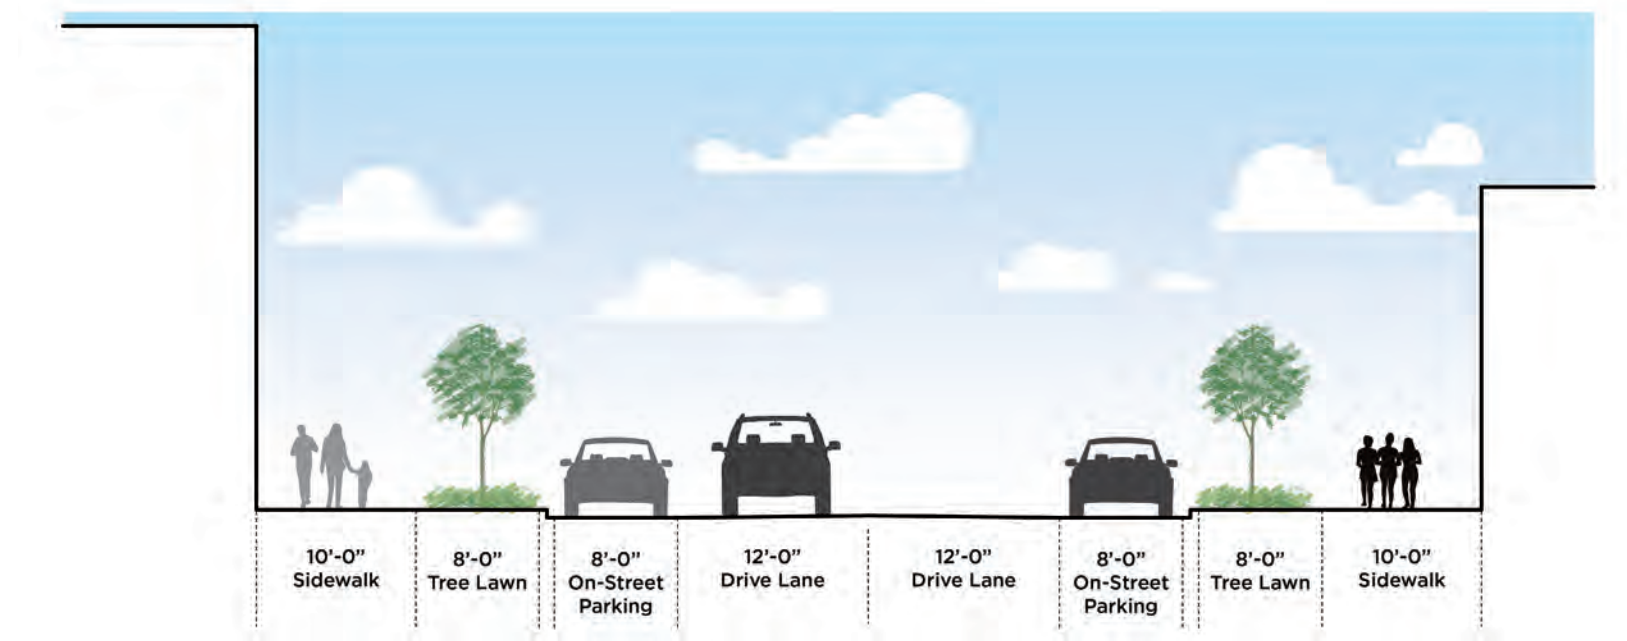 10'-0”
Sidewalk
8'-0”
Tree Lawn
8'-0”
On-Street
Parking
12'-0”
Drive Lane
12'-0”
Drive Lane
8'-0”
On-Street
Parking
8'-0”
Tree Lawn
10'-0”
Sidewalk